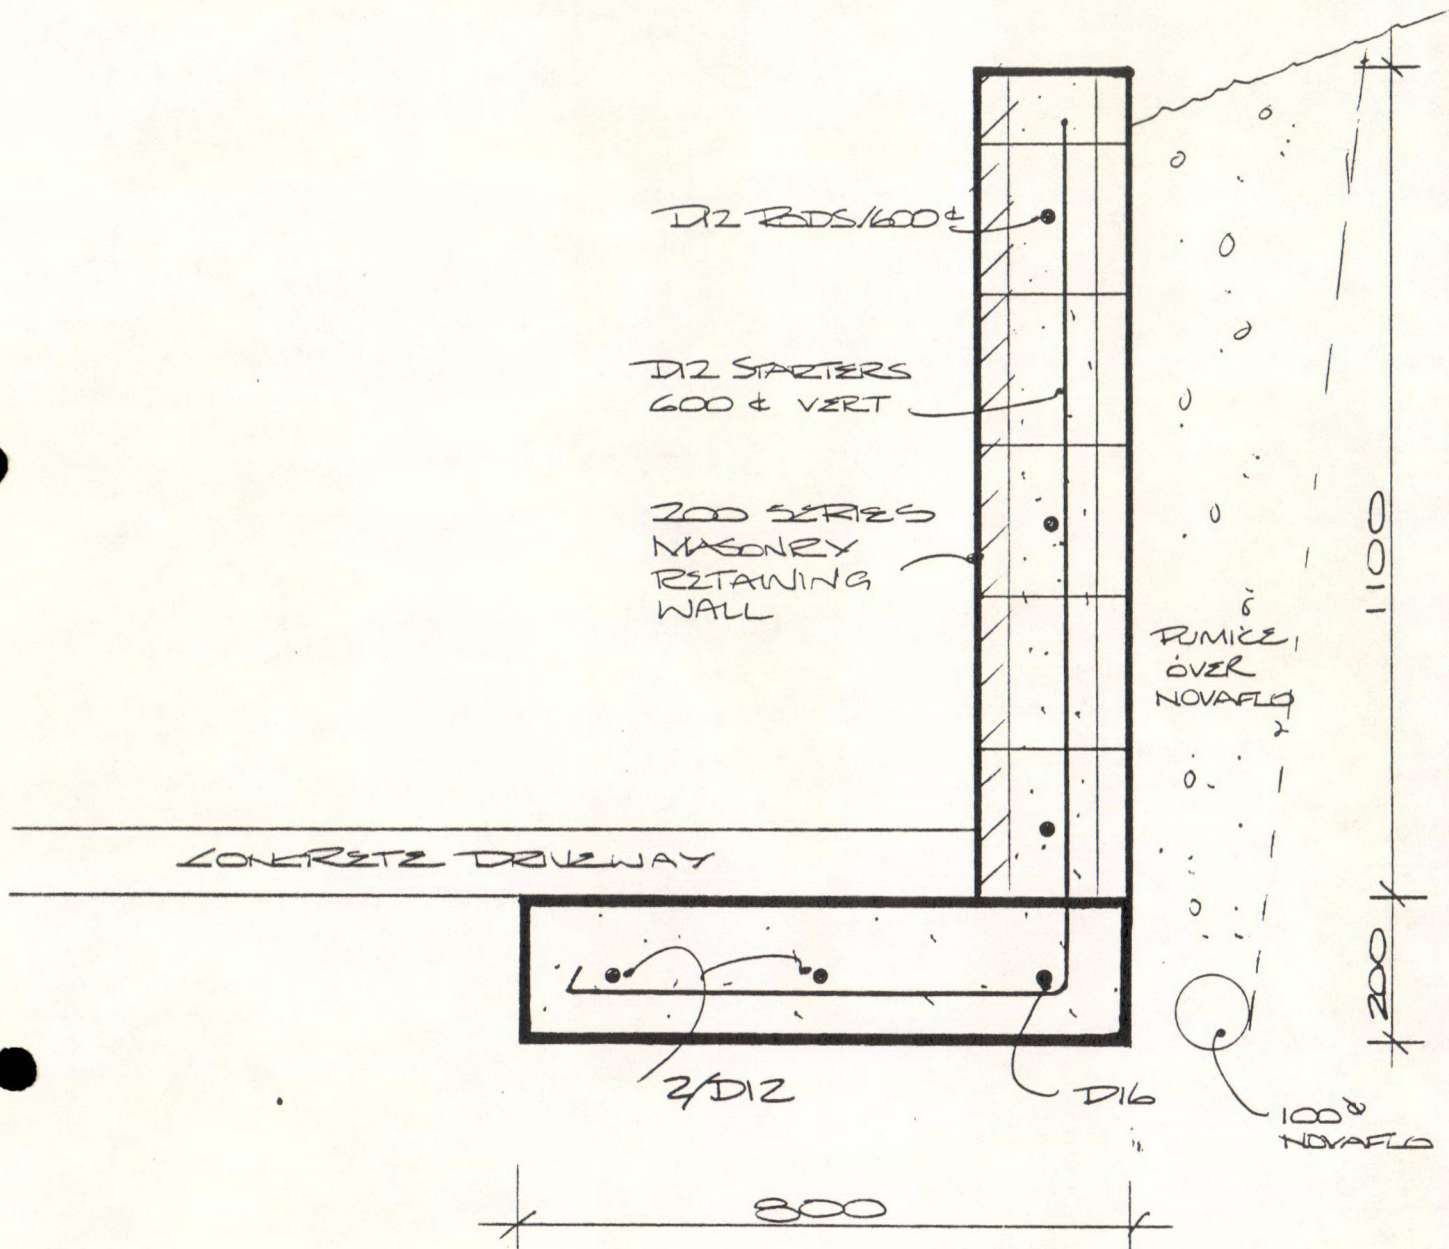 D12 RODS/600 ¢
D12 STARTERS
600 ¢ VERT
200 SERIES
MASONRY
RETAINING
WALL
PUMICE
OVER
NOVAFLO
1100
CONCRETE DRIVEWAY
200
2/D12
D16
100 ø
NOVAFLO
800